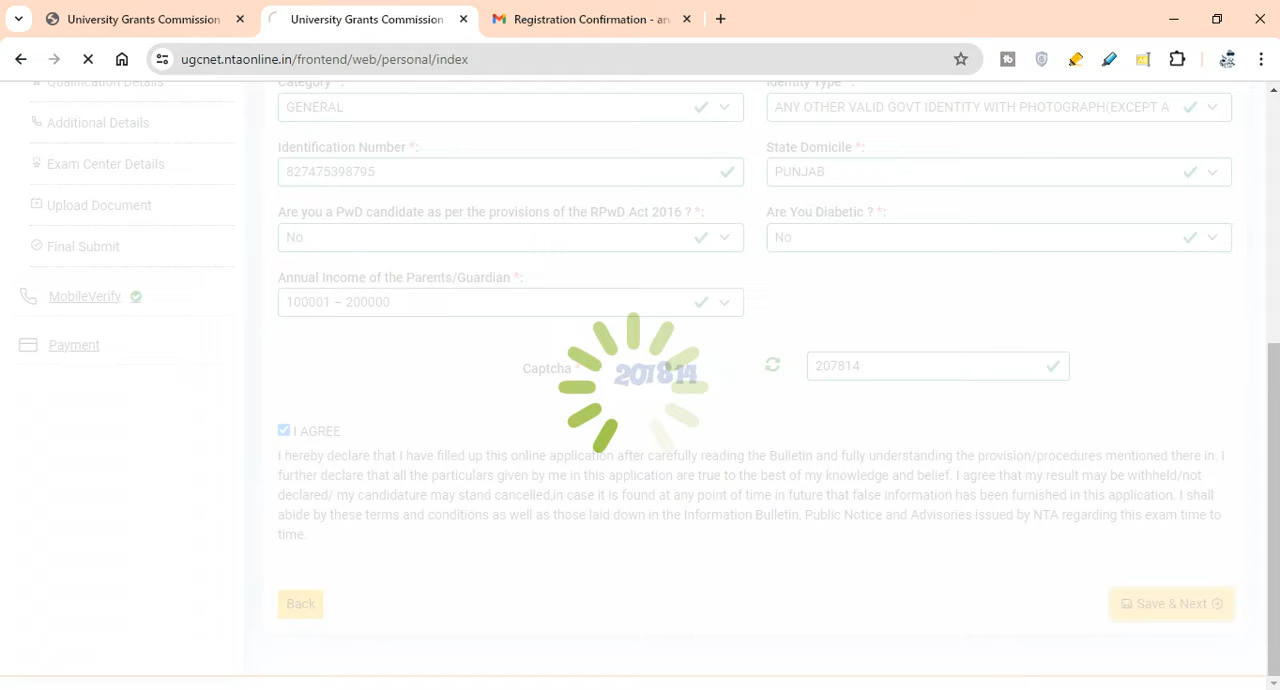 University Grants Commission
University Grants Commission
Registration Confirmation - an
ugcnet.ntaonline.in/frontend/web/personal/index
Qualification Details
Additional Details
Exam Center Details
Upload Document
Final Submit
MobileVerify
Payment
Category *:
Identity Type *:
GENERAL
ANY OTHER VALID GOVT IDENTITY WITH PHOTOGRAPH(EXCEPT A
Identification Number *:
State Domicile *:
827475398795
PUNJAB
Are you a PwD candidate as per the provisions of the RPwD Act 2016 ? *:
Are You Diabetic ? *:
No
No
Annual Income of the Parents/Guardian *:
100001 – 200000
Captcha *
207814
207814
I AGREE
I hereby declare that I have filled up this online application after carefully reading the Bulletin and fully understanding the provision/procedures mentioned there in. I
further declare that all the particulars given by me in this application are true to the best of my knowledge and belief. I agree that my result may be withheld/not
declared/ my candidature may stand cancelled,in case it is found at any point of time in future that false information has been furnished in this application. I shall
abide by these terms and conditions as well as those laid down in the Information Bulletin, Public Notice and Advisories issued by NTA regarding this exam time to
time.
Back
Save & Next